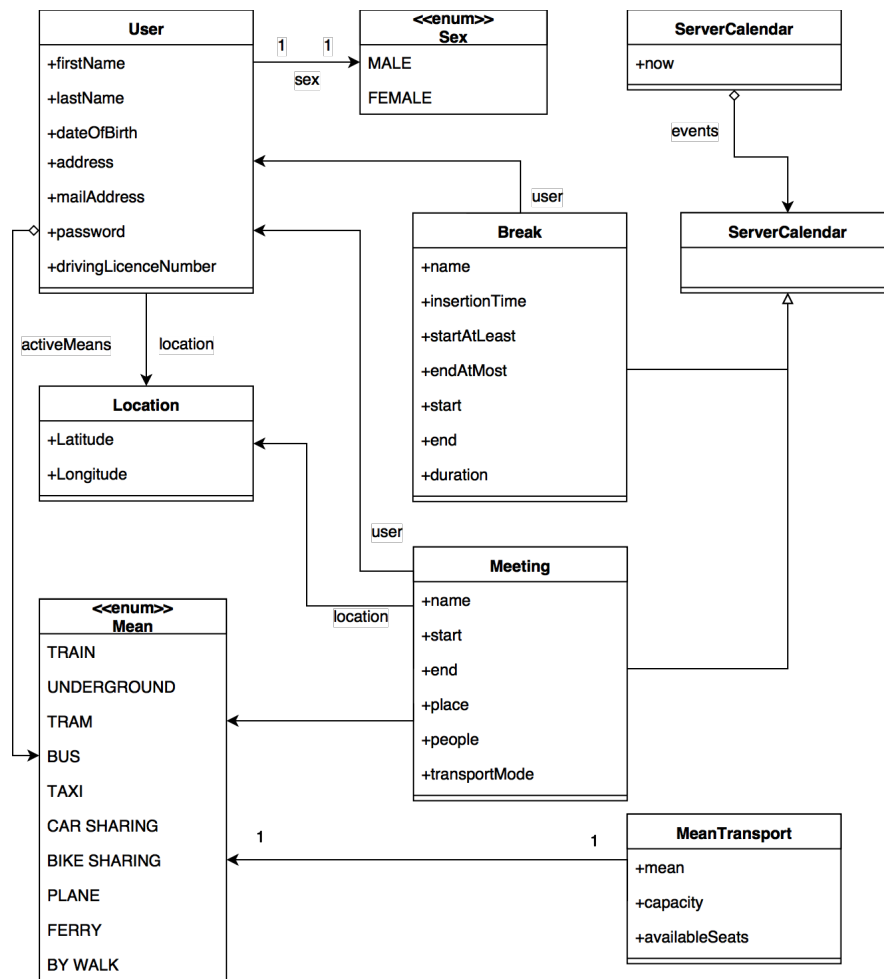 User
+firstName
+lastName
+dateOfBirth
+address
+mailAddress
+password
+drivingLicenceNumber
1
1
sex
<<enum>>
Sex
MALE
FEMALE
ServerCalendar
+now
events
ServerCalendar
user
Break
+name
+insertionTime
+startAtLeast
+endAtMost
+start
+end
+duration
activeMeans
location
Location
+Latitude
+Longitude
user
location
Meeting
+name
+start
+end
+place
+people
+transportMode
<<enum>>
Mean
TRAIN
UNDERGROUND
TRAM
BUS
TAXI
CAR SHARING
BIKE SHARING
PLANE
FERRY
BY WALK
1
1
MeanTransport
+mean
+capacity
+availableSeats